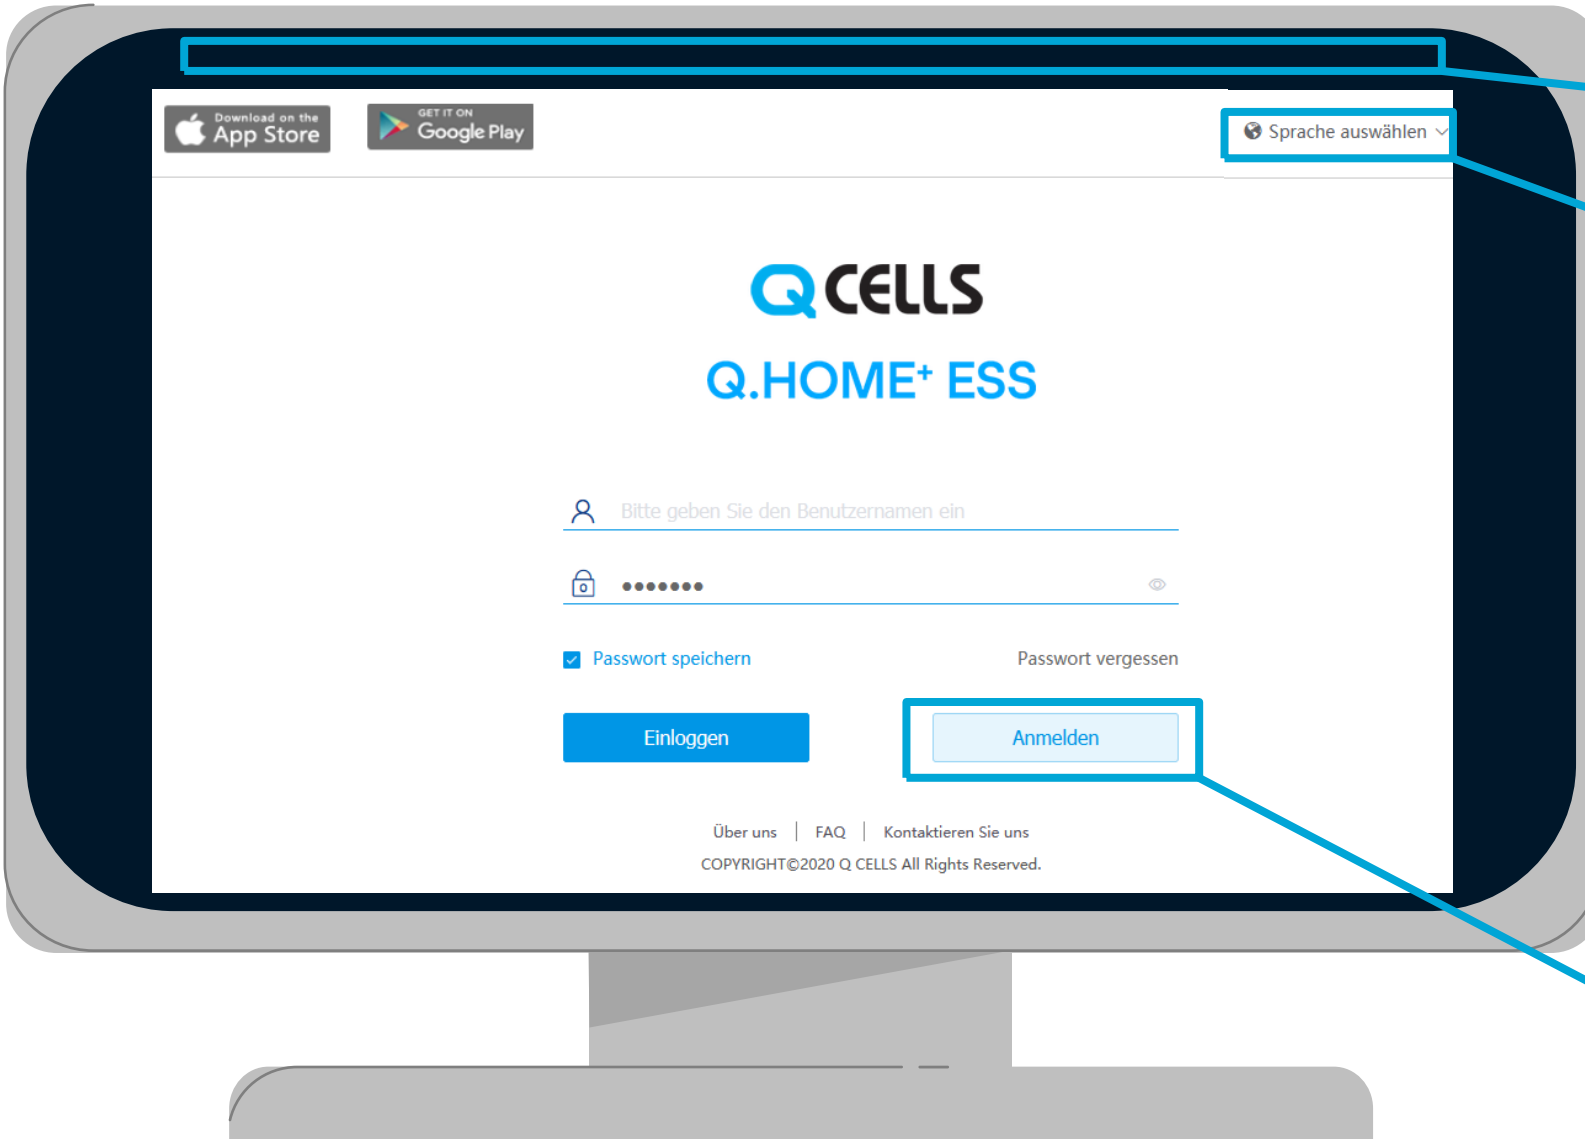 Download on the
App Store
GET IT ON
Google Play
Sprache auswählen
Q CELLS
Q.HOME⁺ ESS
Bitte geben Sie den Benutzernamen ein
•••••••
Passwort speichern
Passwort vergessen
Einloggen
Anmelden
Über uns | FAQ | Kontaktieren Sie uns
COPYRIGHT©2020 Q CELLS All Rights Reserved.